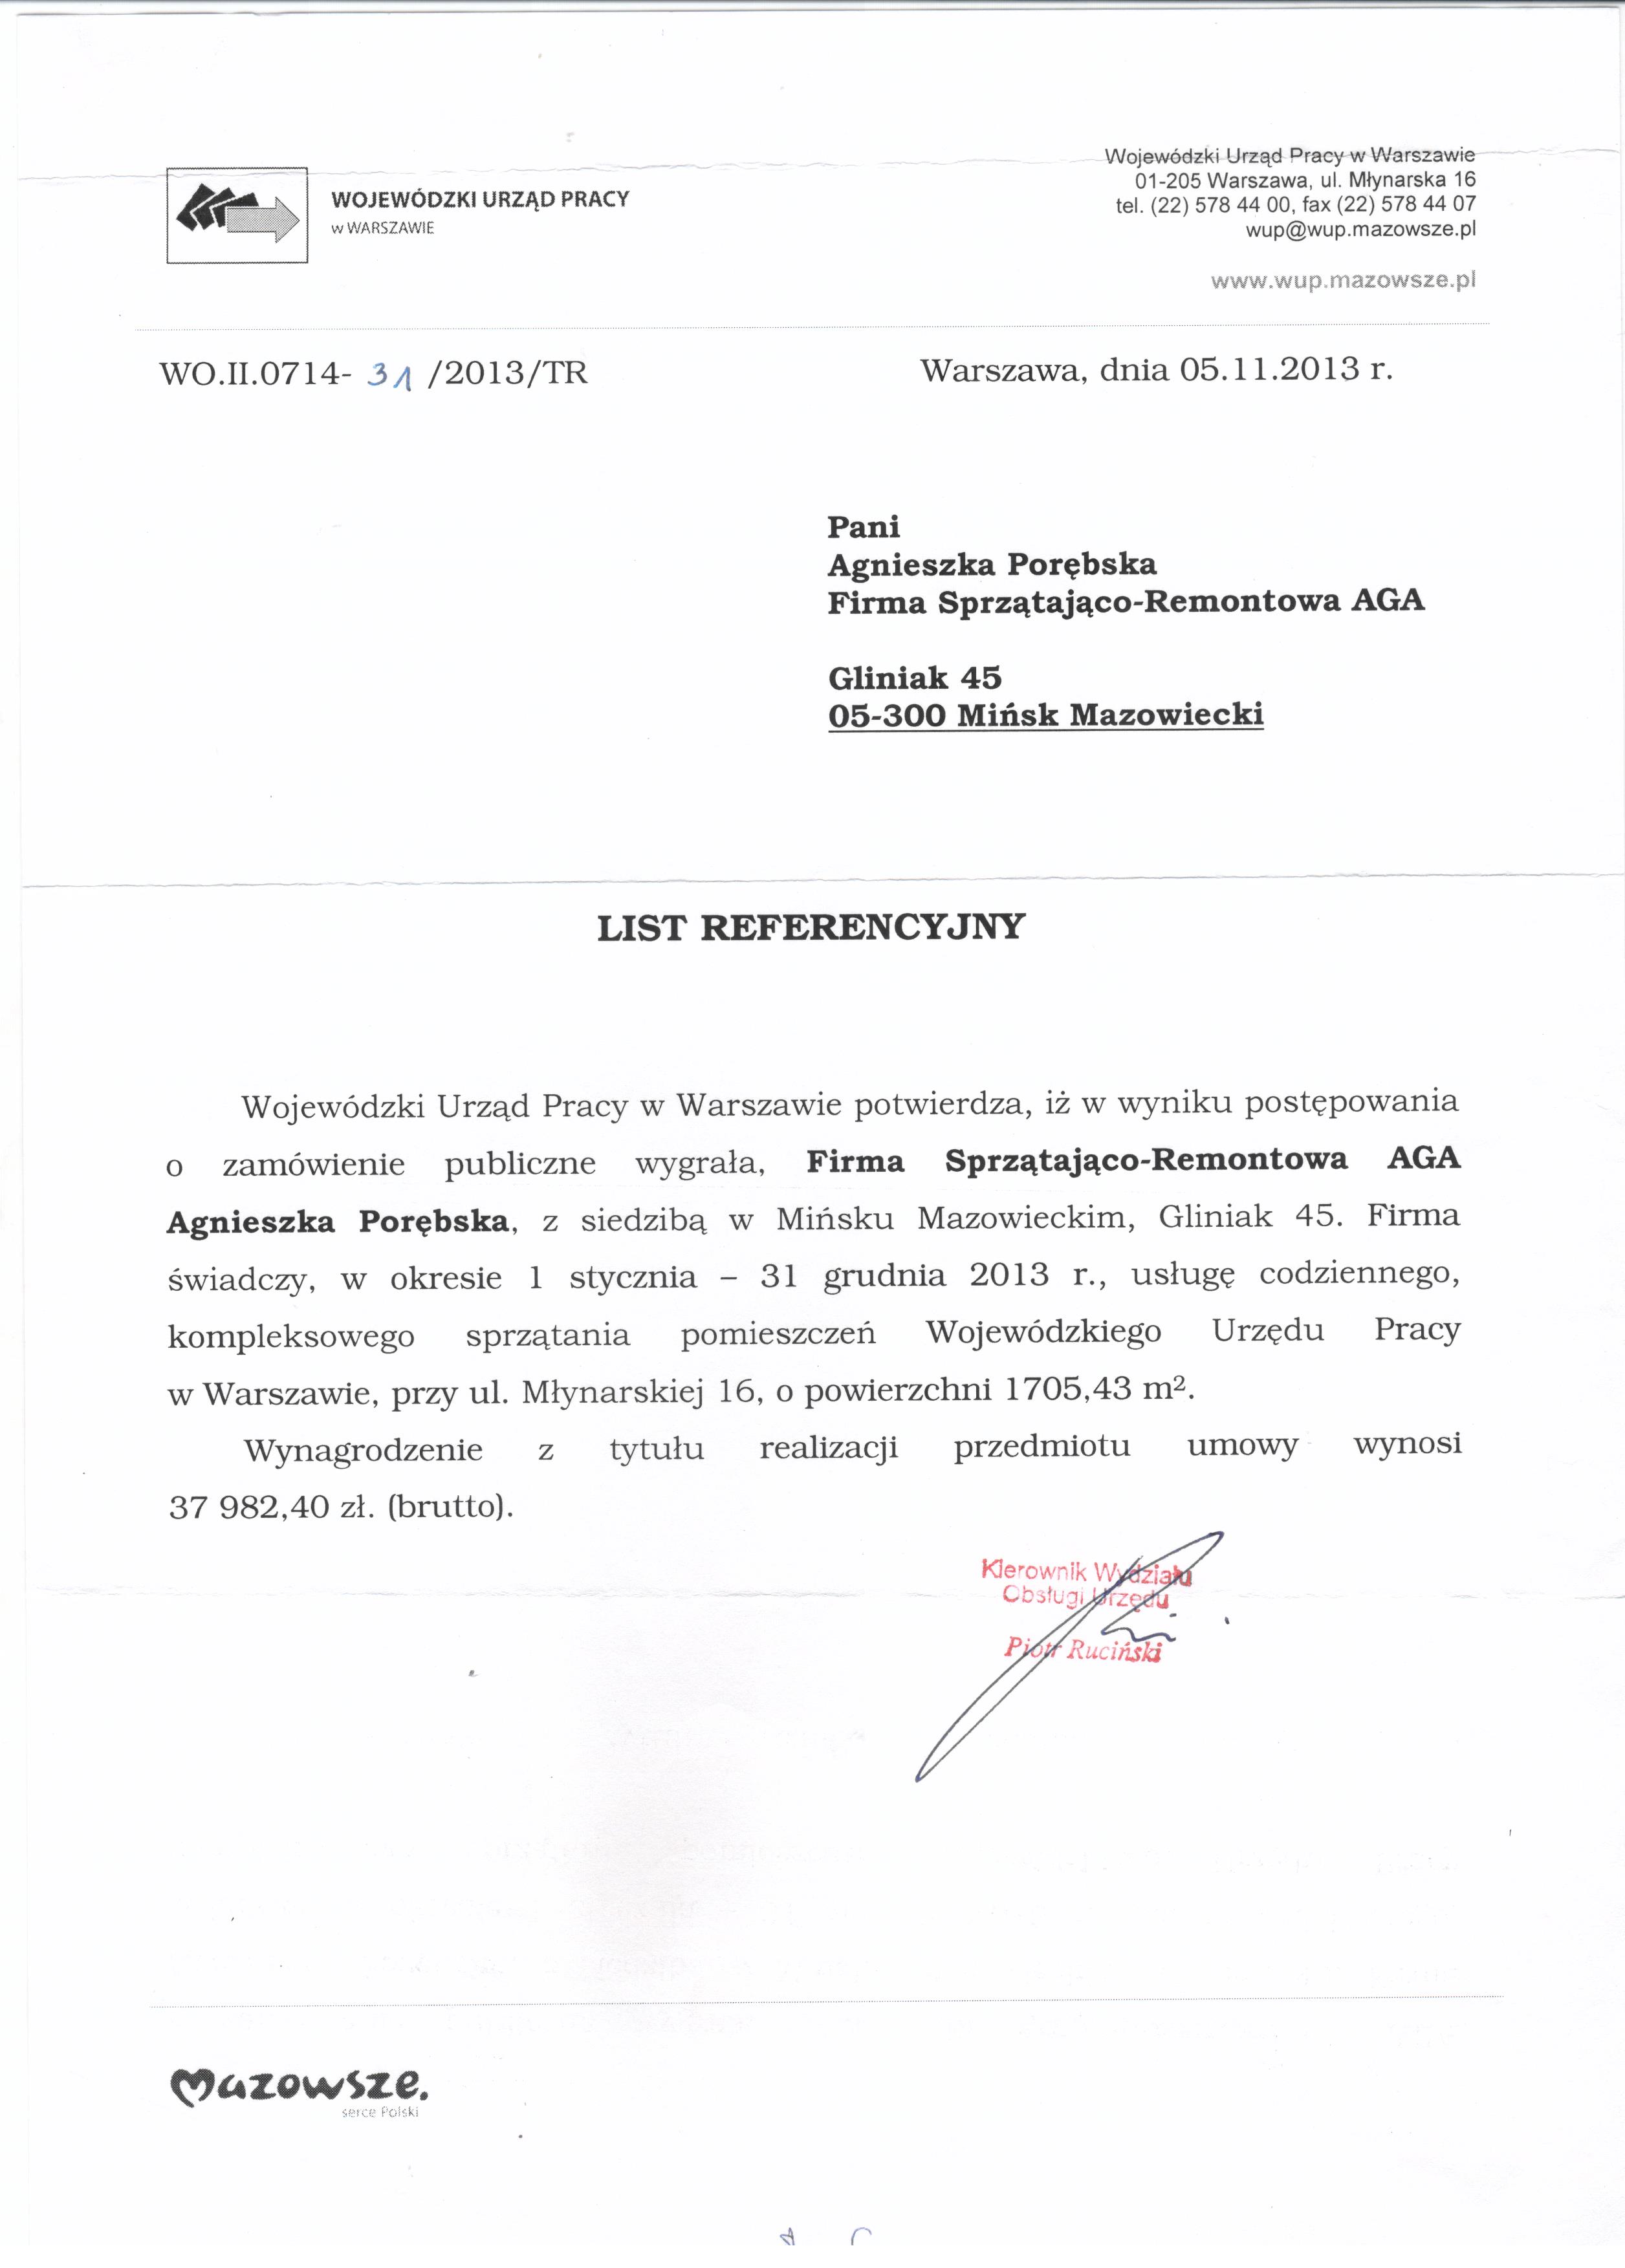 WOJEWÓDZKI URZĄD PRACY
w WARSZAWIE
Wojewódzki Urząd Pracy w Warszawie
01-205 Warszawa, ul. Młynarska 16
tel. (22) 578 44 00, fax (22) 578 44 07
wup@wup.mazowsze.pl
www.wup.mazowsze.pl
WO.II.0714- 31 /2013/TR
Warszawa, dnia 05.11.2013 r.
Pani
Agnieszka Porębska
Firma Sprzątająco-Remontowa AGA
Gliniak 45
05-300 Mińsk Mazowiecki
LIST REFERENCYJNY
Wojewódzki Urząd Pracy w Warszawie potwierdza, iż w wyniku postępowania
o zamówienie publiczne wygrała, Firma Sprzątająco-Remontowa AGA
Agnieszka Porębska, z siedzibą w Mińsku Mazowieckim, Gliniak 45. Firma
świadczy, w okresie 1 stycznia – 31 grudnia 2013 r., usługę codziennego,
kompleksowego sprzątania pomieszczeń Wojewódzkiego Urzędu Pracy
w Warszawie, przy ul. Młynarskiej 16, o powierzchni 1705,43 m².
Wynagrodzenie z tytułu realizacji przedmiotu umowy wynosi
37 982,40 zł. (brutto).
Kierownik Wydziału
Obsługi Urzędu
Piotr Ruciński
Mazowsze.
serce Polski